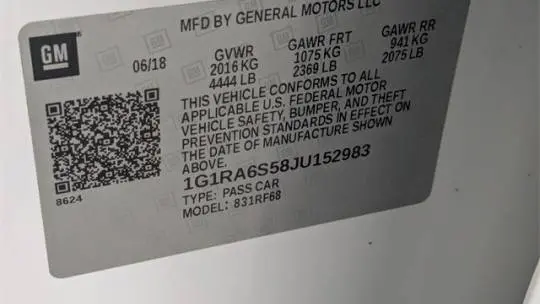 MFD BY GENERAL MOTORS LLC
GM
06/18 GVWR GAWR FRT GAWR RR
2016 KG 1075 KG 941 KG
4444 LB 2369 LB 2075 LB
THIS VEHICLE CONFORMS TO ALL
APPLICABLE U.S. FEDERAL MOTOR
VEHICLE SAFETY, BUMPER, AND THEFT
PREVENTION STANDARDS IN EFFECT ON
THE DATE OF MANUFACTURE SHOWN
ABOVE.
1G1RA6S58JU152983
TYPE: PASS CAR
MODEL: 831RF68
8624